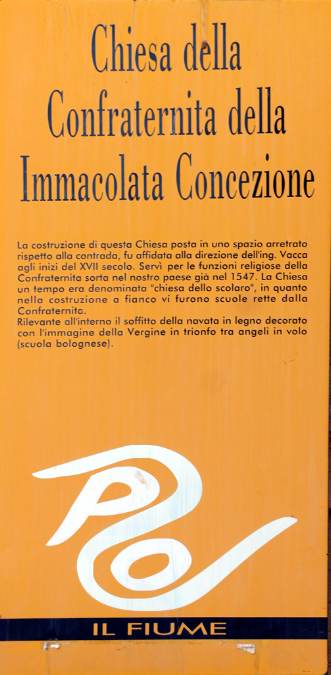 Chiesa della
Confraternita della
Immacolata Concezione
La costruzione di questa Chiesa posta in uno spazio arretrato
rispetto alla contrada, fu affidata alla direzione dell'ing. Vacca
agli inizi del XVII secolo. Servì per le funzioni religiose della
Confraternita sorta nel nostro paese già nel 1547. La Chiesa
un tempo era denominata "chiesa dello scolaro", in quanto
nella costruzione a fianco vi furono scuole rette dalla
Confraternita.
Rilevante all'interno il soffitto della navata in legno decorato
con l'immagine della Vergine in trionfo tra angeli in volo
(scuola bolognese).
PO
IL FIUME